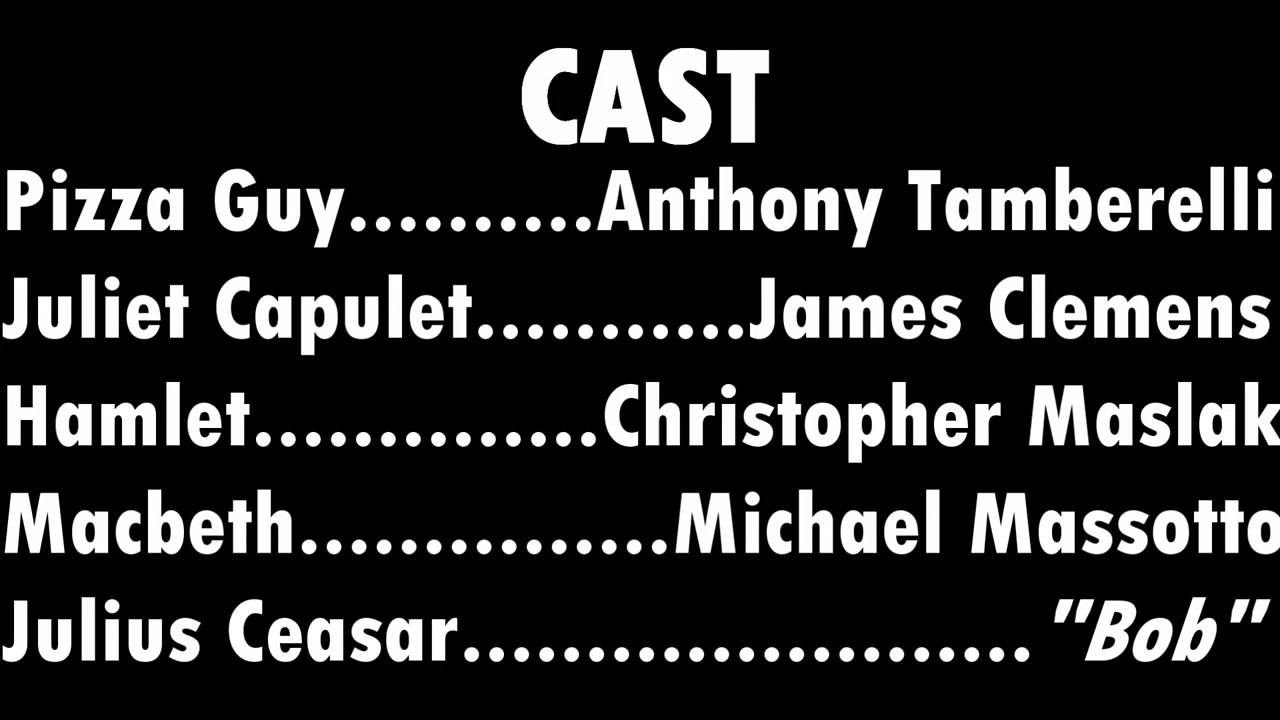 CAST
Pizza Guy..........Anthony Tamberelli
Juliet Capulet...........James Clemens
Hamlet..............Christopher Maslak
Macbeth...............Michael Massotto
Julius Ceasar.......................”Bob”